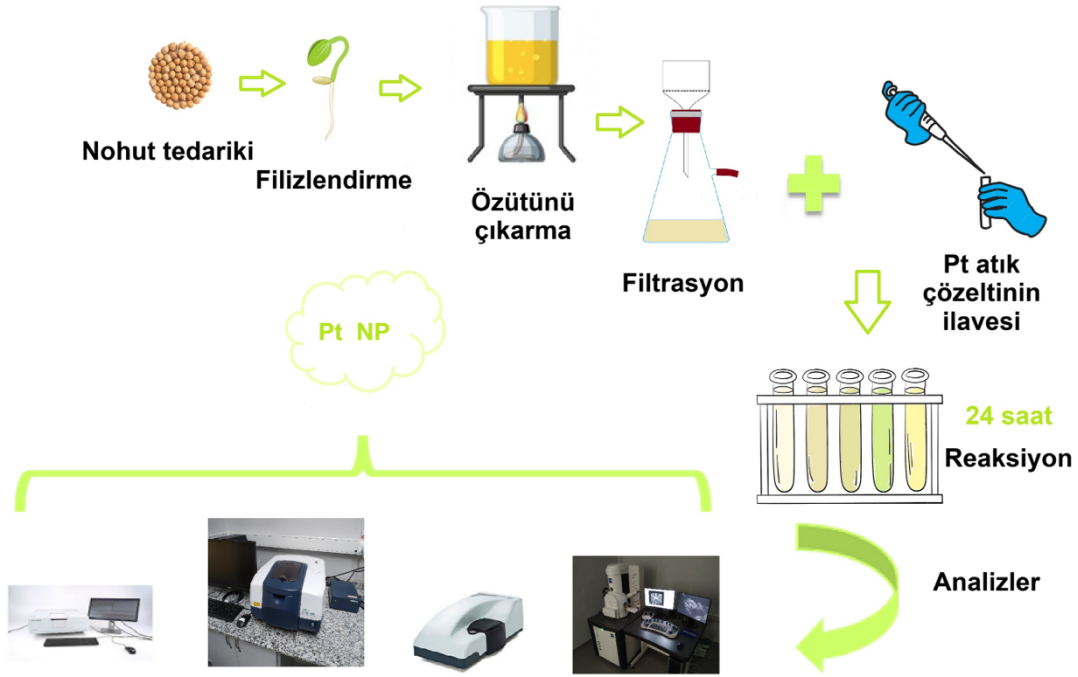 Nohut tedariki
Filizlendirme
Özütünü
çıkarma
Filtrasyon
Pt atık
çözeltinin
ilavesi
Pt NP
24 saat
Reaksiyon
Analizler